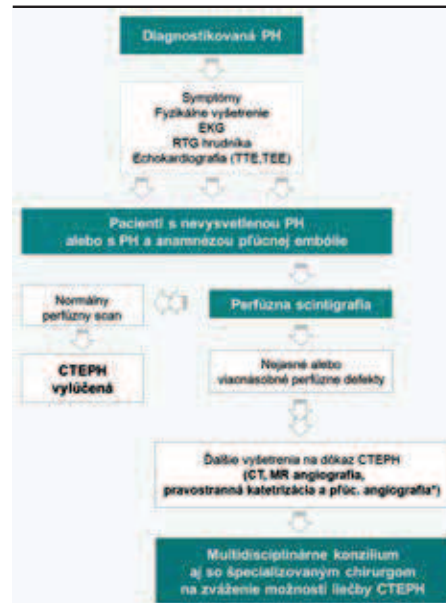 Diagnostikovaná PH
Symptómy
Fyzikálne vyšetrenie
EKG
RTG hrudníka
Echokardiografia (TTE,TEE)
Pacienti s nevysvetlenou PH
alebo s PH a anamnézou pľúcnej embólie
Normálny
perfúzny scan
Perfúzna scintigrafia
CTEPH
vylúčená
Nejasné alebo
viacnásobné perfúzne defekty
Ďalšie vyšetrenia na dôkaz CTEPH
(CT, MR angiografia,
pravostranná katetrizácia a pľúc. angiografia*)
Multidisciplinárne konzílium
aj so špecializovaným chirurgom
na zváženie možností liečby CTEPH